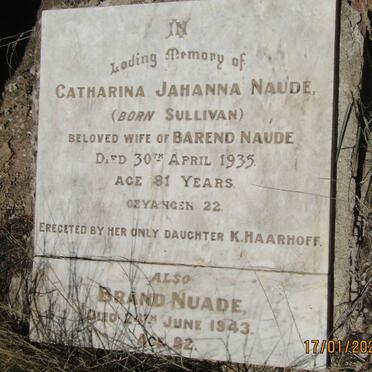 IN
Loving Memory of
CATHARINA JAHANNA NAUDE,
(BORN SULLIVAN)
BELOVED WIFE OF BAREND NAUDE
DIED 30TH APRIL 1935.
AGE 81 YEARS.
GEYANGEN 22.
ERECETED BY HER ONLY DAUGHTER K. HAARHOFF.
ALSO
BRAND NUADE,
DIED 24TH JUNE 1943.
AGE 82.
17/01/202